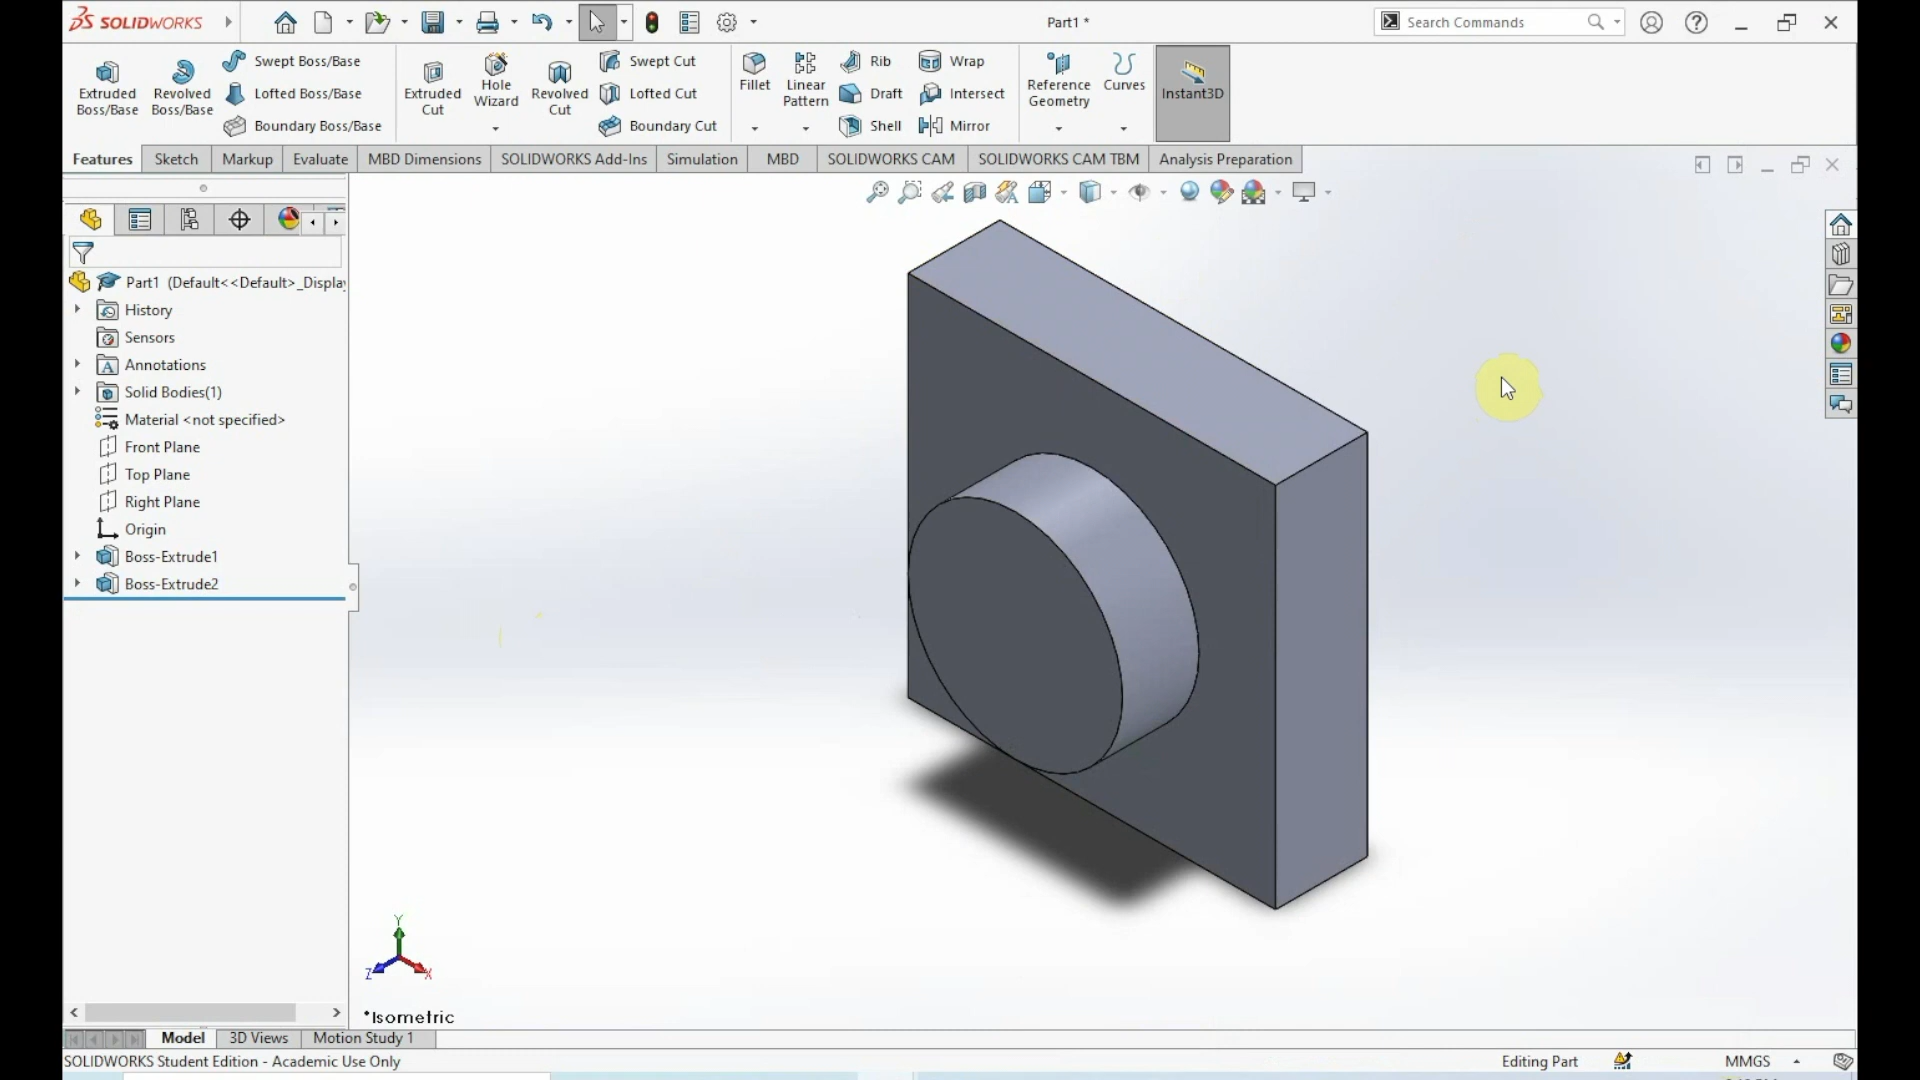 SOLIDWORKS
Part1 *
Search Commands
Extruded Boss/Base
Revolved Boss/Base
Swept Boss/Base
Lofted Boss/Base
Boundary Boss/Base
Extruded Cut
Hole Wizard
Revolved Cut
Swept Cut
Lofted Cut
Boundary Cut
Fillet
Linear Pattern
Rib
Draft
Shell
Wrap
Intersect
Mirror
Reference Geometry
Curves
Instant3D
Features Sketch Markup Evaluate MBD Dimensions SOLIDWORKS Add-Ins Simulation MBD SOLIDWORKS CAM SOLIDWORKS CAM TBM Analysis Preparation
Part1 (Default<<Default>_Display
History
Sensors
Annotations
Solid Bodies(1)
Material <not specified>
Front Plane
Top Plane
Right Plane
Origin
Boss-Extrude1
Boss-Extrude2
Y
Z
X
*Isometric
Model 3D Views Motion Study 1
SOLIDWORKS Student Edition - Academic Use Only
Editing Part
MMGS